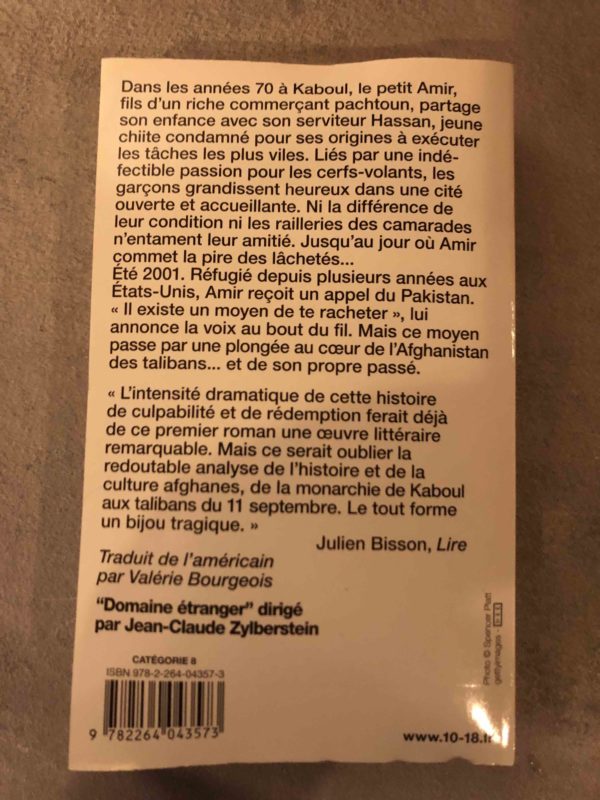 Dans les années 70 à Kaboul, le petit Amir,
fils d'un riche commerçant pachtoun, partage
son enfance avec son serviteur Hassan, jeune
chiite condamné pour ses origines à exécuter
les tâches les plus viles. Liés par une indé-
fectible passion pour les cerfs-volants, les
garçons grandissent heureux dans une cité
ouverte et accueillante. Ni la différence de
leur condition ni les railleries des camarades
n'entament leur amitié. Jusqu'au jour où Amir
commet la pire des lâchetés...
Été 2001. Réfugié depuis plusieurs années aux
États-Unis, Amir reçoit un appel du Pakistan.
« Il existe un moyen de te racheter », lui
annonce la voix au bout du fil. Mais ce moyen
passe par une plongée au cœur de l'Afghanistan
des talibans... et de son propre passé.
« L'intensité dramatique de cette histoire
de culpabilité et de rédemption ferait déjà
de ce premier roman une œuvre littéraire
remarquable. Mais ce serait oublier la
redoutable analyse de l'histoire et de la
culture afghanes, de la monarchie de Kaboul
aux talibans du 11 septembre. Le tout forme
un bijou tragique. »
Julien Bisson, Lire
Traduit de l'américain
par Valérie Bourgeois
"Domaine étranger" dirigé
par Jean-Claude Zylberstein
CATÉGORIE 8
ISBN 978-2-264-04357-3
9 782264 043573
Photo © Spencer Platt
gettyimages -
www.10-18.fr